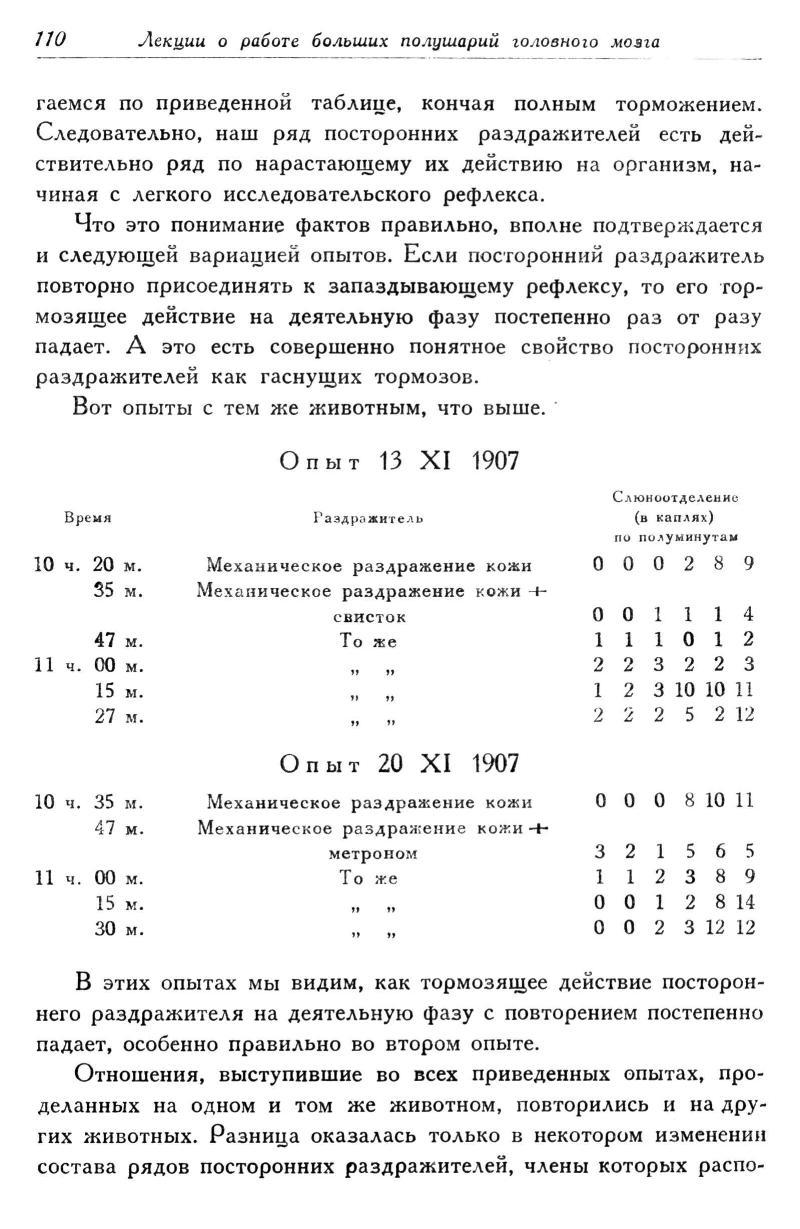 110 Лекции о работе больших полушарий головного мозга
гаемся по приведенной таблице, кончая полным торможением.
Следовательно, наш ряд посторонних раздражителей есть дей-
ствительно ряд по нарастающему их действию на организм, на-
чиная с легкого исследовательского рефлекса.
Что это понимание фактов правильно, вполне подтверждается
и следующей вариацией опытов. Если посторонний раздражитель
повторно присоединять к запаздывающему рефлексу, то его тор-
мозящее действие на деятельную фазу постепенно раз от разу
падает. А это есть совершенно понятное свойство посторонних
раздражителей как гаснущих тормозов.
Вот опыты с тем же животным, что выше.
Опыт 13 XI 1907
Слюноотделение
Время Раздражитель (в каплях)
по полуминутам
10 ч. 20 м. Механическое раздражение кожи 0 0 0 2 8 9
35 м. Механическое раздражение кожи +
свисток 0 0 1 1 1 4
47 м. То же 1 1 1 0 1 2
11 ч. 00 м. „ „ 2 2 3 2 2 3
15 м. „ „ 1 2 3 10 10 11
27 м. „ „ 2 2 2 5 2 12
Опыт 20 XI 1907
10 ч. 35 м. Механическое раздражение кожи 0 0 0 8 10 11
47 м. Механическое раздражение кожи +
метроном 3 2 1 5 6 5
11 ч. 00 м. То же 1 1 2 3 8 9
15 м. „ „ 0 0 1 2 8 14
30 м. „ „ 0 0 2 3 12 12
В этих опытах мы видим, как тормозящее действие посторон-
него раздражителя на деятельную фазу с повторением постепенно
падает, особенно правильно во втором опыте.
Отношения, выступившие во всех приведенных опытах, про-
деланных на одном и том же животном, повторились и на дру-
гих животных. Разница оказалась только в некотором изменении
состава рядов посторонних раздражителей, члены которых распо-